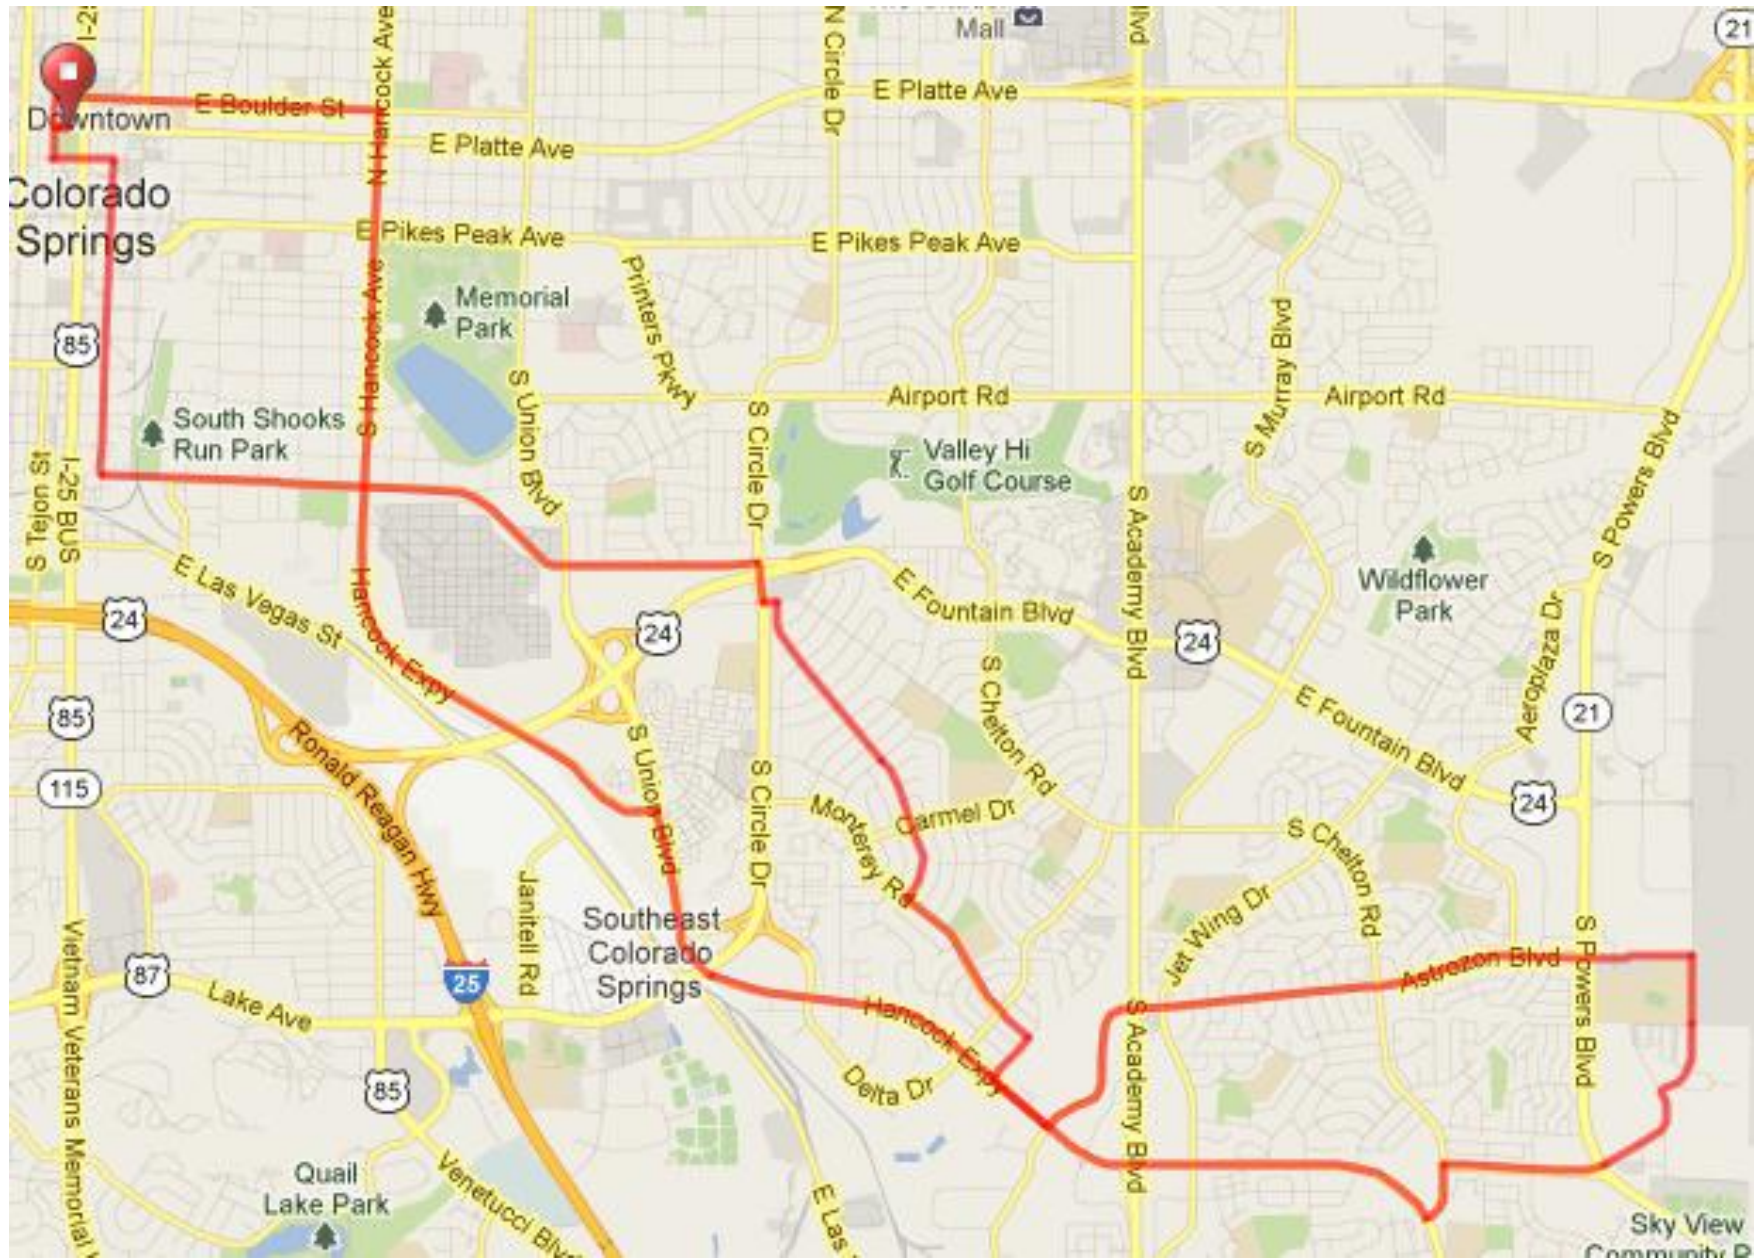 I-25
N Hancock Ave
N Circle Dr
Mall
Blvd
21
Downtown
E Boulder St
E Platte Ave
E Platte Ave
Colorado
Springs
E Pikes Peak Ave
E Pikes Peak Ave
Printers Pkwy
S Hancock Ave
Memorial
Park
85
S Murray Blvd
Airport Rd
Airport Rd
S Union Blvd
S Circle Dr
South Shooks
Run Park
Valley Hi
Golf Course
S Tejon St
I-25 BUS
S Academy Blvd
S Powers Blvd
E Las Vegas St
Hancock Expy
E Fountain Blvd
Wildflower
Park
24
24
24
S Chelton Rd
Aeroplaza Dr
E Fountain Blvd
85
21
Ronald Reagan Hwy
S Union Blvd
S Circle Dr
115
24
Monterey Rd
Carmel Dr
S Chelton Rd
Janitell Rd
Jet Wing Dr
Southeast
Colorado
Springs
Vietnam Veterans Memorial
87
25
Lake Ave
Astrozon Blvd
S Powers Blvd
Hancock Expy
S Academy Blvd
85
Delta Dr
Quail
Lake Park
Venetucci Blvd
E Las
Sky View
Community P